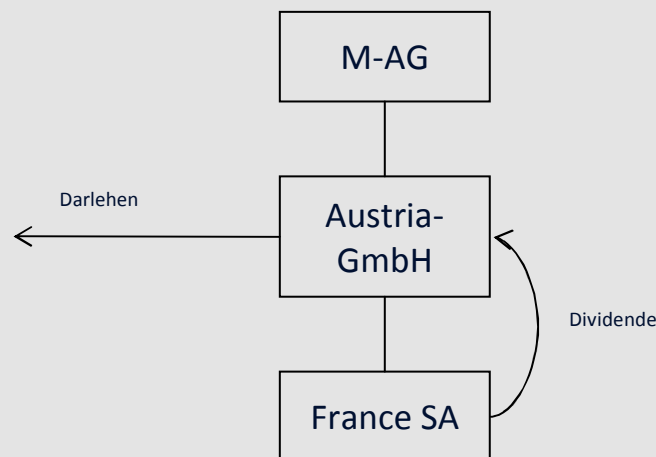 M-AG
Darlehen
Austria-
GmbH
Dividende
France SA